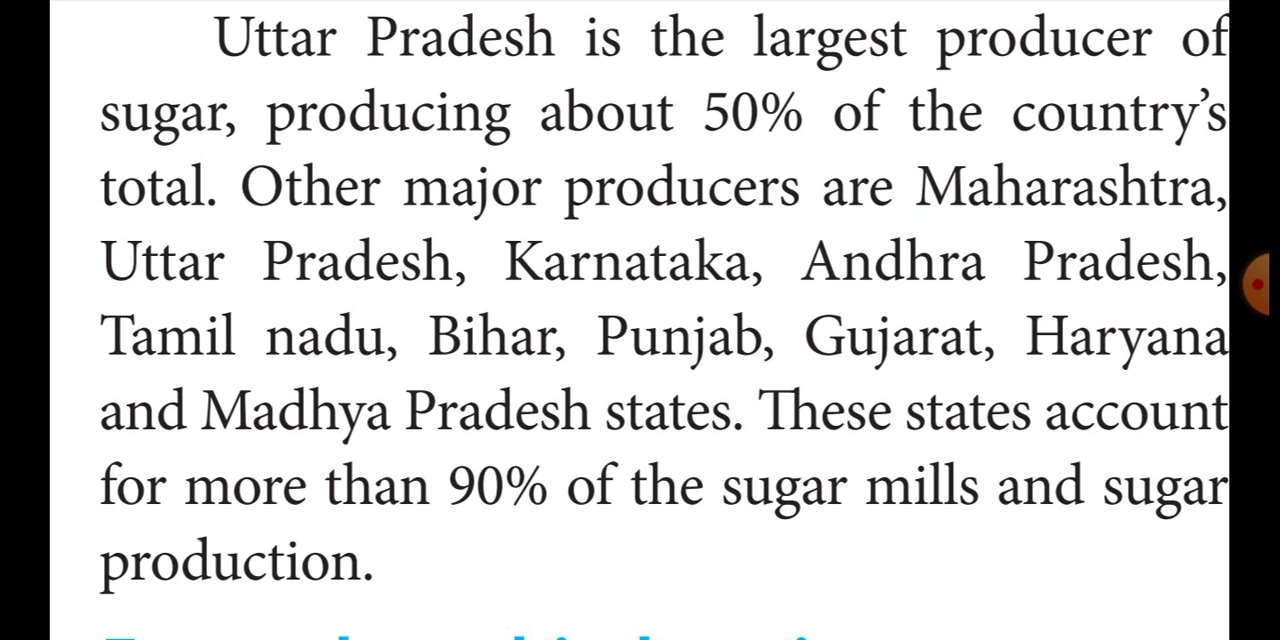 Uttar Pradesh is the largest producer of
sugar, producing about 50% of the country’s
total. Other major producers are Maharashtra,
Uttar Pradesh, Karnataka, Andhra Pradesh,
Tamil nadu, Bihar, Punjab, Gujarat, Haryana
and Madhya Pradesh states. These states account
for more than 90% of the sugar mills and sugar
production.